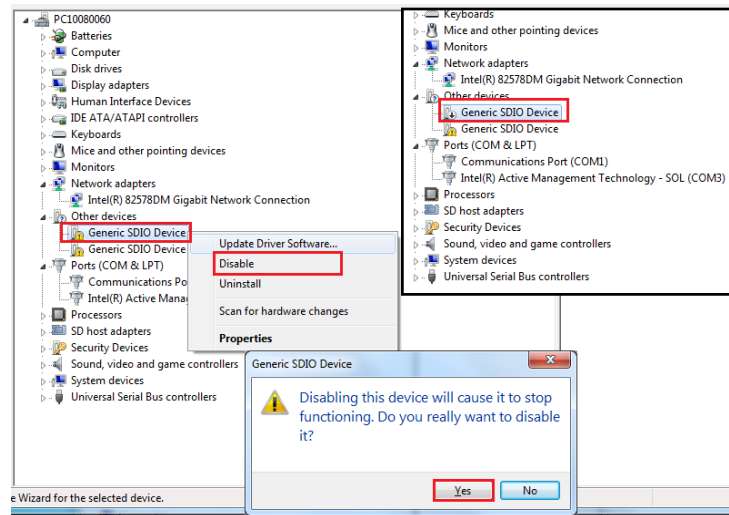 PC10080060
Batteries
Computer
Disk drives
Display adapters
Human Interface Devices
IDE ATA/ATAPI controllers
Keyboards
Mice and other pointing devices
Monitors
Network adapters
Intel(R) 82578DM Gigabit Network Connection
Other devices
Generic SDIO Device
Generic SDIO Device
Ports (COM & LPT)
Communications Po
Intel(R) Active Mana
Processors
SD host adapters
Security Devices
Sound, video and game controllers
System devices
Universal Serial Bus controllers
e Wizard for the selected device.
Update Driver Software...
Disable
Uninstall
Scan for hardware changes
Properties
Keyboards
Mice and other pointing devices
Monitors
Network adapters
Intel(R) 82578DM Gigabit Network Connection
Other devices
Generic SDIO Device
Generic SDIO Device
Ports (COM & LPT)
Communications Port (COM1)
Intel(R) Active Management Technology - SOL (COM3)
Processors
SD host adapters
Security Devices
Sound, video and game controllers
System devices
Universal Serial Bus controllers
Generic SDIO Device
Disabling this device will cause it to stop
functioning. Do you really want to disable
it?
Yes
No